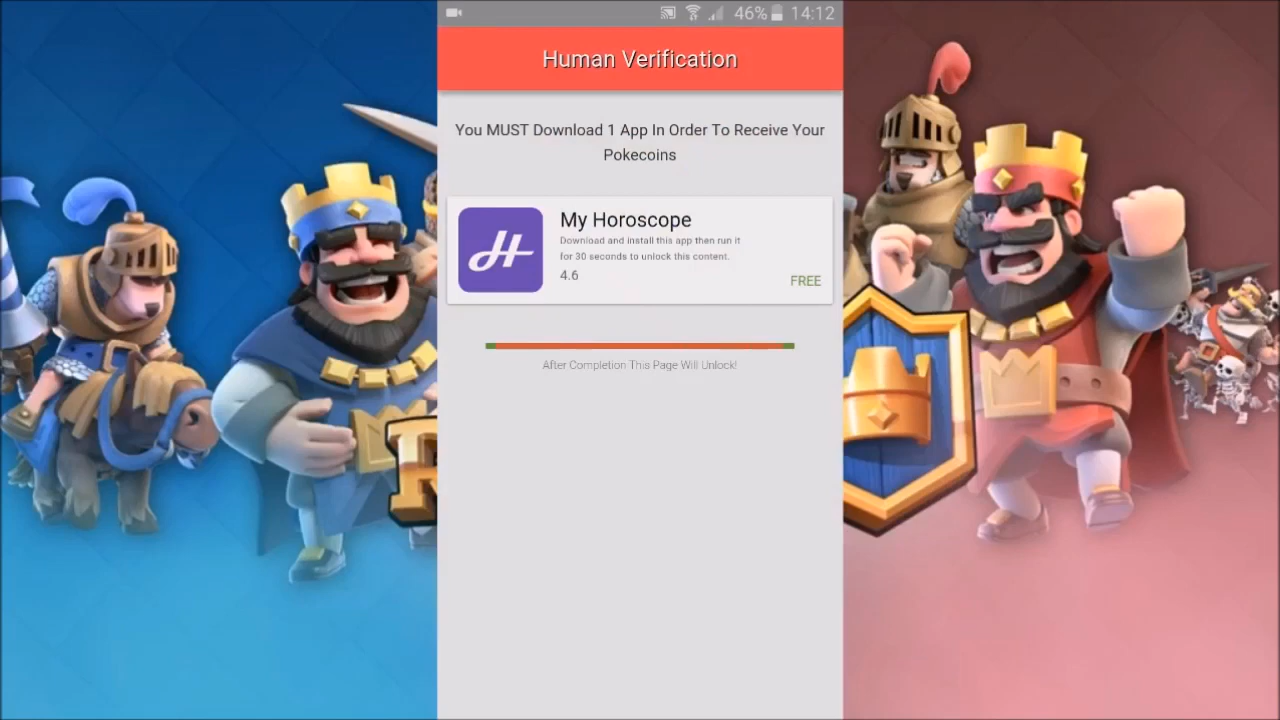 46% 14:12
Human Verification
You MUST Download 1 App In Order To Receive Your
Pokecoins
My Horoscope
Download and install this app then run it
for 30 seconds to unlock this content.
4.6
FREE
After Completion This Page Will Unlock!